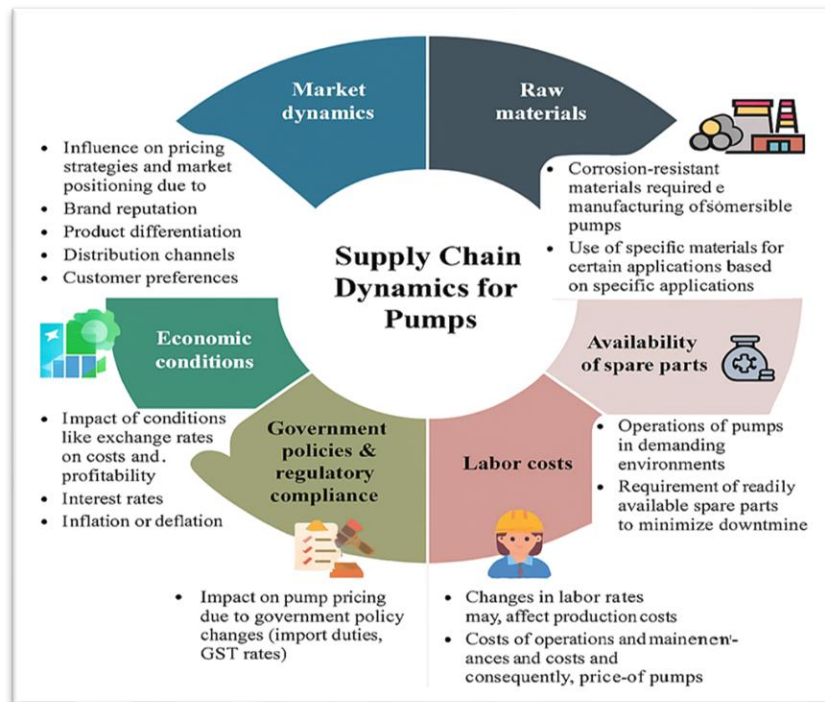 Market
dynamics
Raw
materials
• Influence on pricing
strategies and market
positioning due to
• Brand reputation
• Product differentiation
• Distribution channels
• Customer preferences
• Corrosion-resistant
materials required e
manufacturing ofsomersible
pumps
• Use of specific materials for
certain applications based
on specific applications
Supply Chain
Dynamics for
Pumps
Economic
conditions
Availability
of spare parts
• Impact of conditions
like exchange rates
on costs and.
profitability
• Interest rates
• Inflation or deflation
Government
policies &
regulatory
compliance
Labor costs
• Operations of pumps
in demanding
environments
• Requirement of readily
available spare parts
to minimize downtmine
• Impact on pump pricing
due to government policy
changes (import duties,
GST rates)
• Changes in labor rates
may, affect production costs
• Costs of operations and
ances and costs and
consequently, price-of pumps